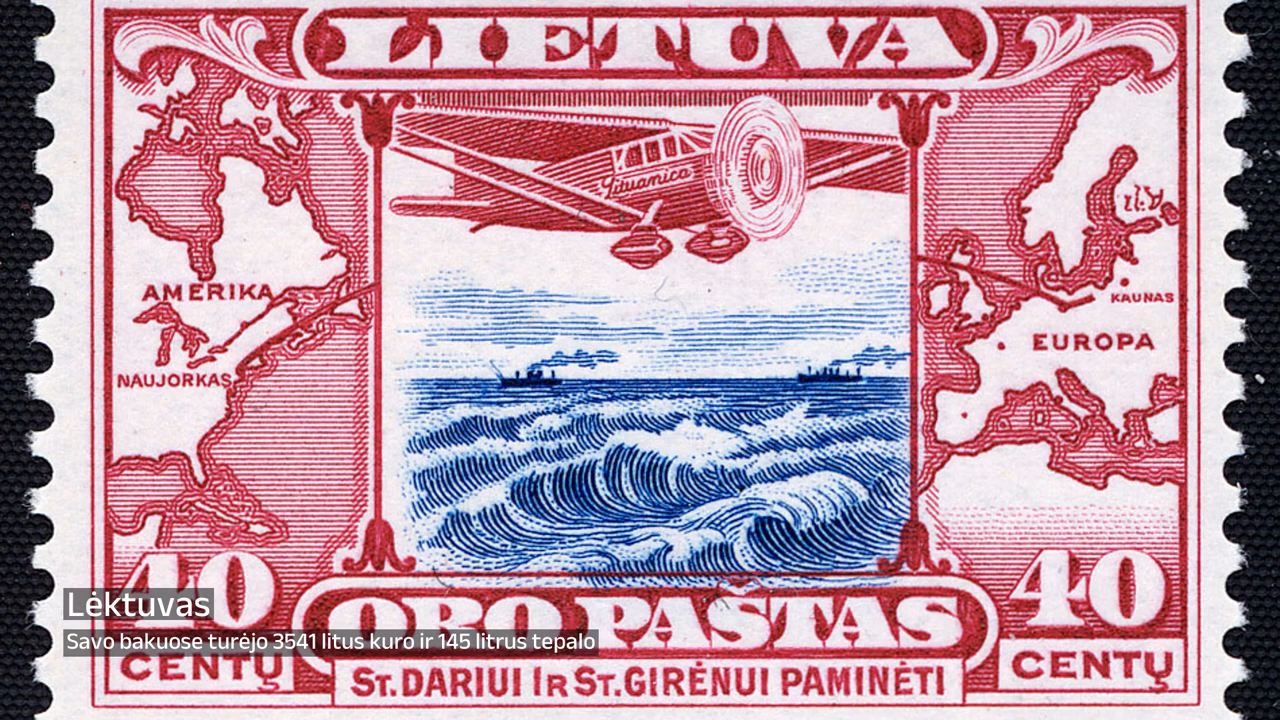 LIETUVA
Lituanica
AMERIKA
KAUNAS
EUROPA
NAUJORKAS
40
40
Lėktuvas
ORO PAŠTAS
Savo bakuose turėjo 3541 litus kuro ir 145 litrus tepalo
CENTŲ
CENTŲ
ST. DARIUI IR ST. GIRĖNUI PAMINĖTI